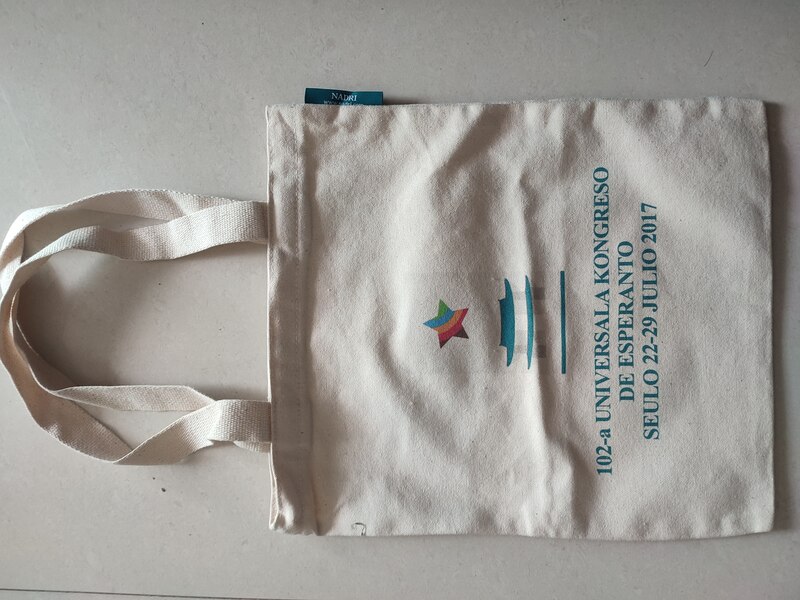 NADRI
102-a UNIVERSALA KONGRESO
DE ESPERANTO
SEULO 22-29 JULIO 2017